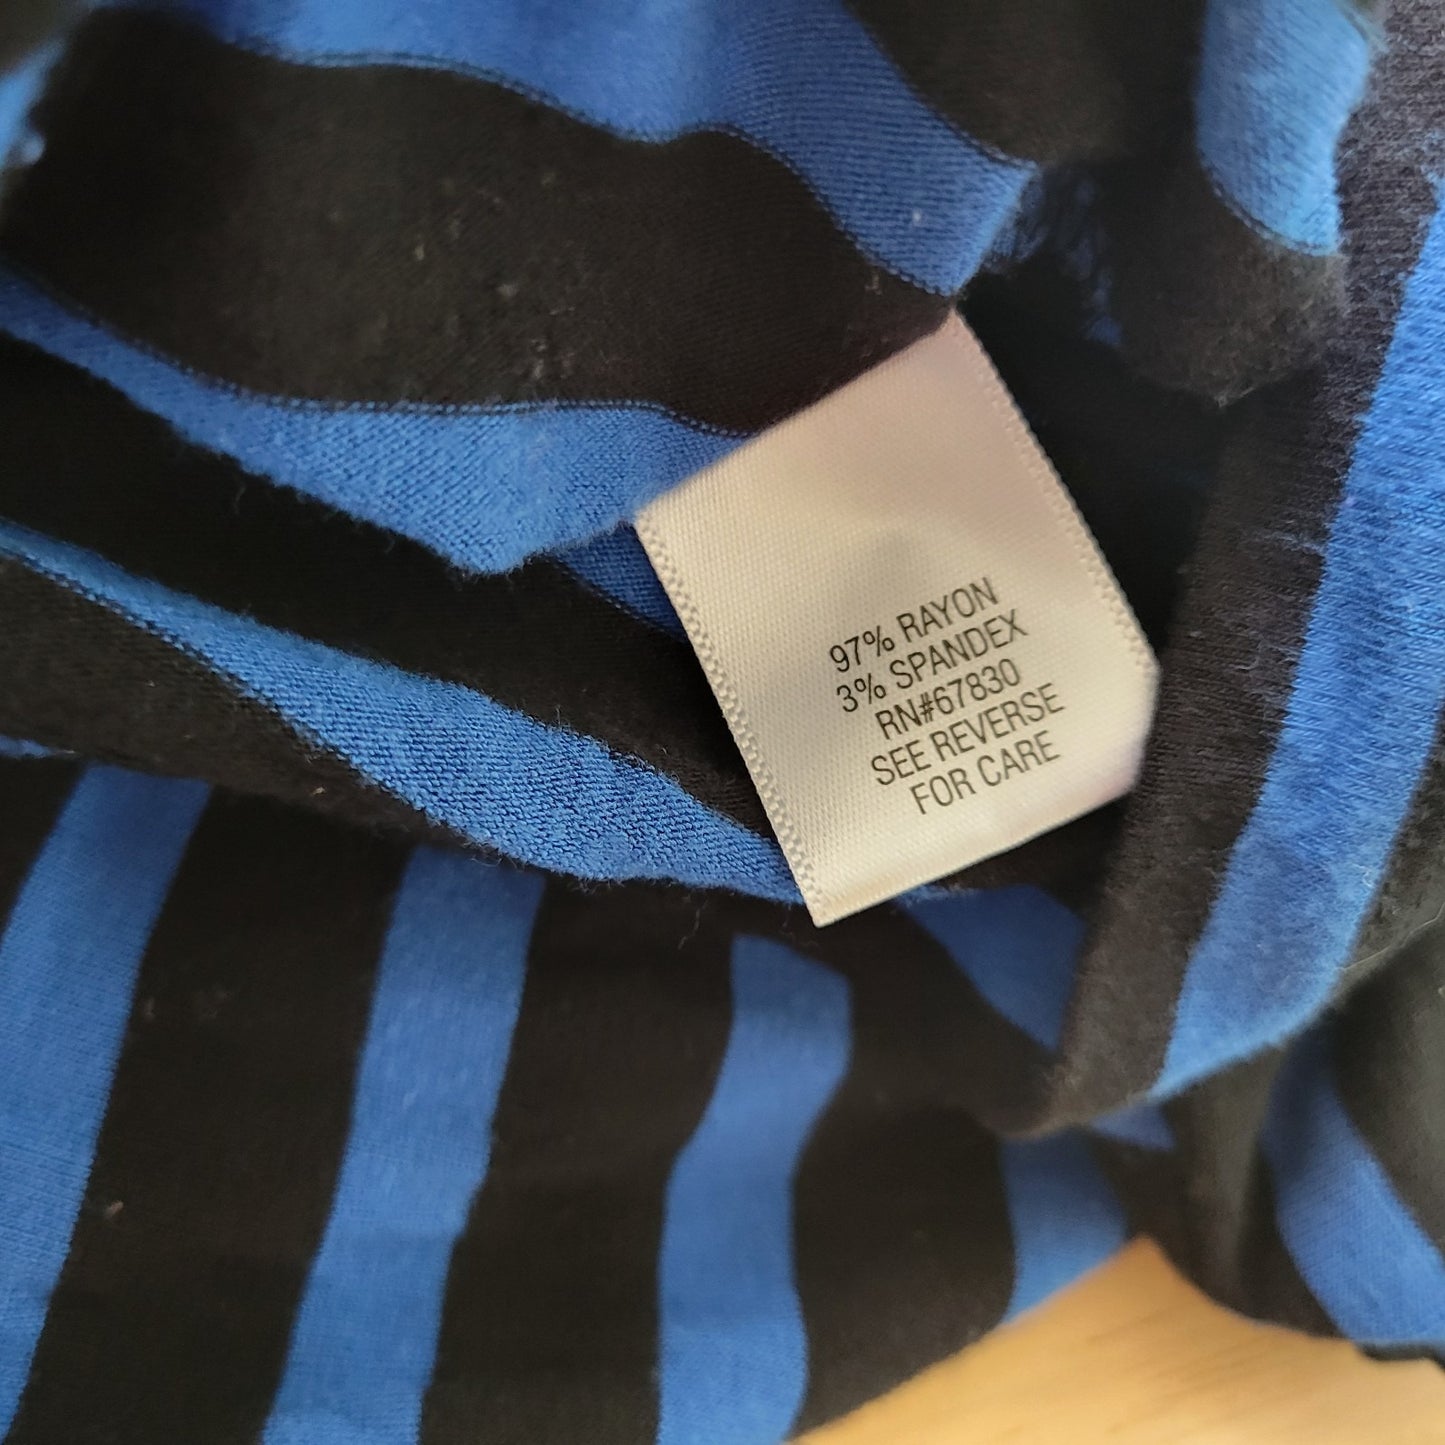 97% RAYON
3% SPANDEX
RN#67830
SEE REVERSE
FOR CARE